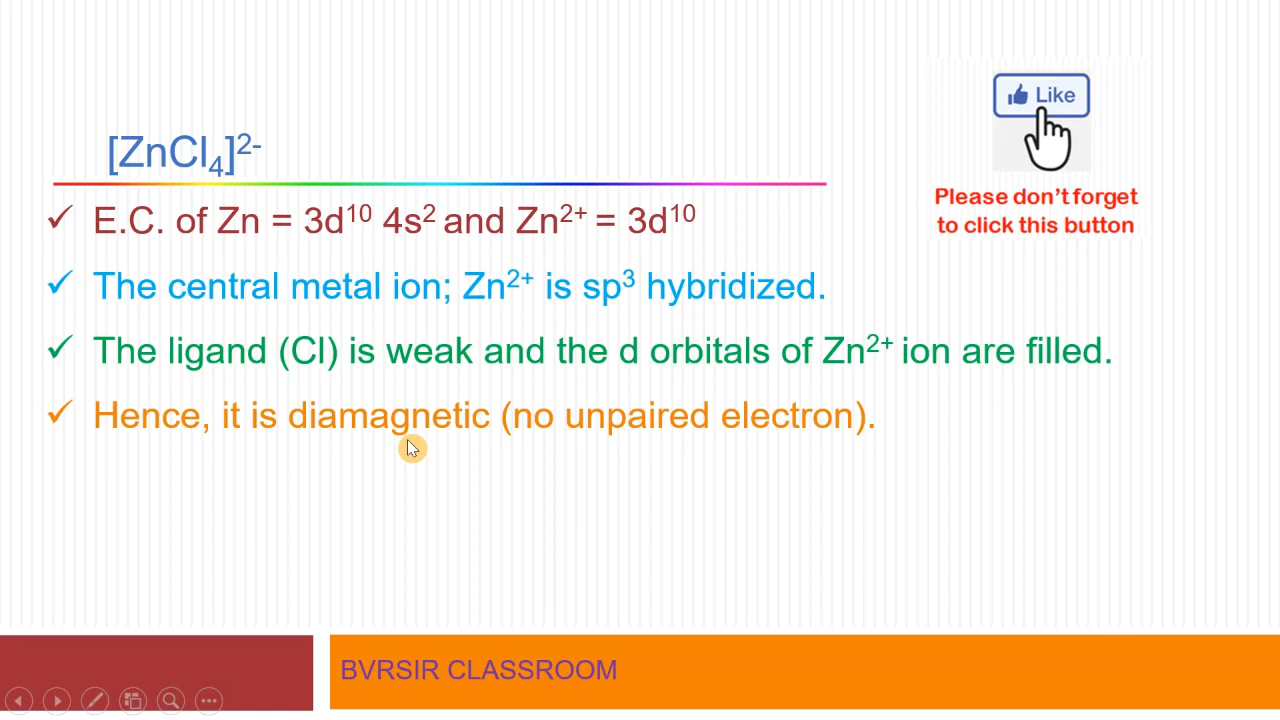 Like
[ZnCl₄]²⁻
Please don't forget
to click this button
✓ E.C. of Zn = 3d¹⁰ 4s² and Zn²⁺ = 3d¹⁰
✓ The central metal ion; Zn²⁺ is sp³ hybridized.
✓ The ligand (Cl) is weak and the d orbitals of Zn²⁺ ion are filled.
✓ Hence, it is diamagnetic (no unpaired electron).
BVRSIR CLASSROOM